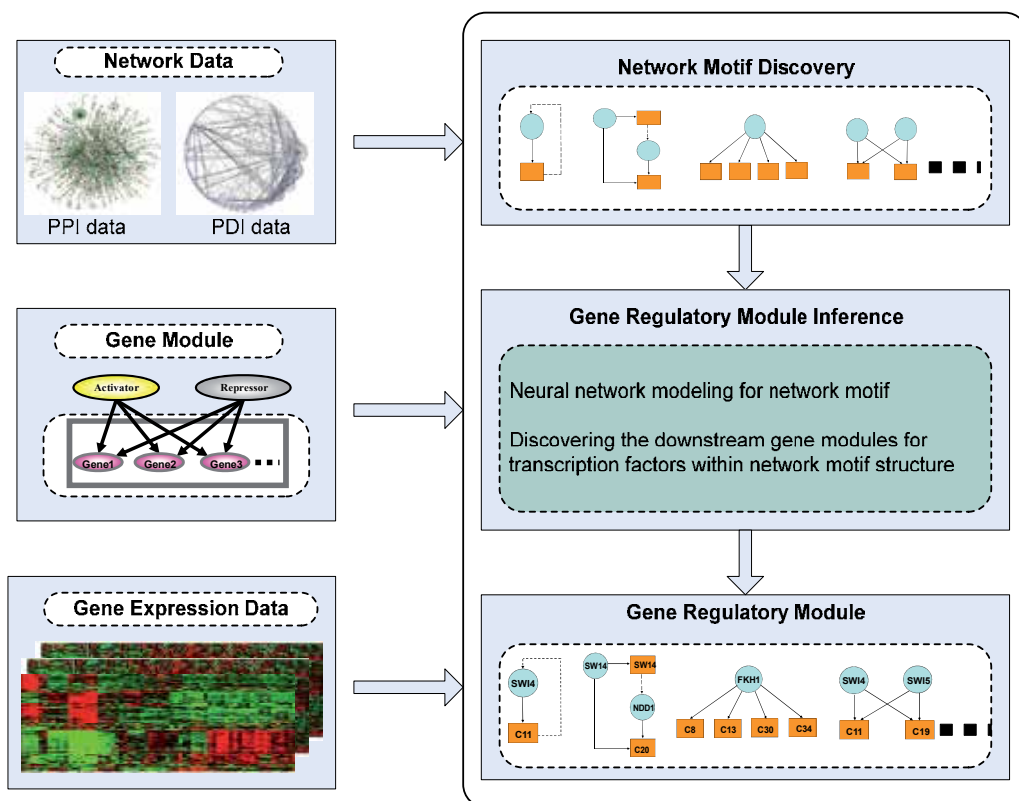 Network Data
PPI data PDI data
Gene Module
Activator Repressor
Gene1 Gene2 Gene3
Gene Expression Data
Network Motif Discovery
Gene Regulatory Module Inference
Neural network modeling for network motif
Discovering the downstream gene modules for
transcription factors within network motif structure
Gene Regulatory Module
SWI4
C11
SW14 SW14
NDD1
C20
FKH1
C8 C13 C30 C34
SWI4 SWI5
C11 C19